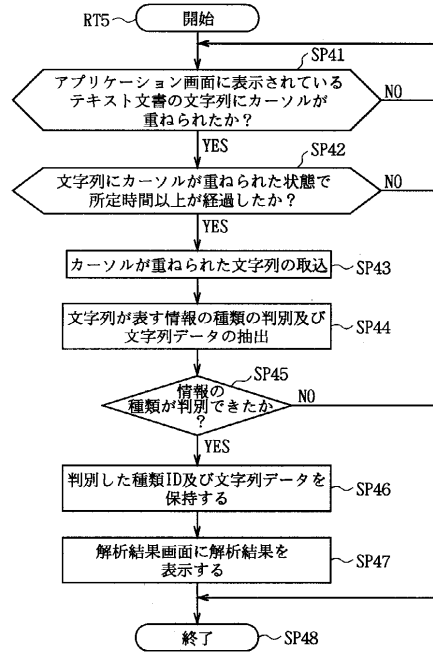 RT5
開始
SP41
アプリケーション画面に表示されている
テキスト文書の文字列にカーソルが
重ねられたか？
NO
YES
SP42
文字列にカーソルが重ねられた状態で
所定時間以上が経過したか？
NO
YES
カーソルが重ねられた文字列の取込
SP43
文字列が表す情報の種類の判別及び
文字列データの抽出
SP44
SP45
情報の
種類が判別できたか
？
NO
YES
判別した種類ID及び文字列データを
保持する
SP46
解析結果画面に解析結果を
表示する
SP47
終了
SP48